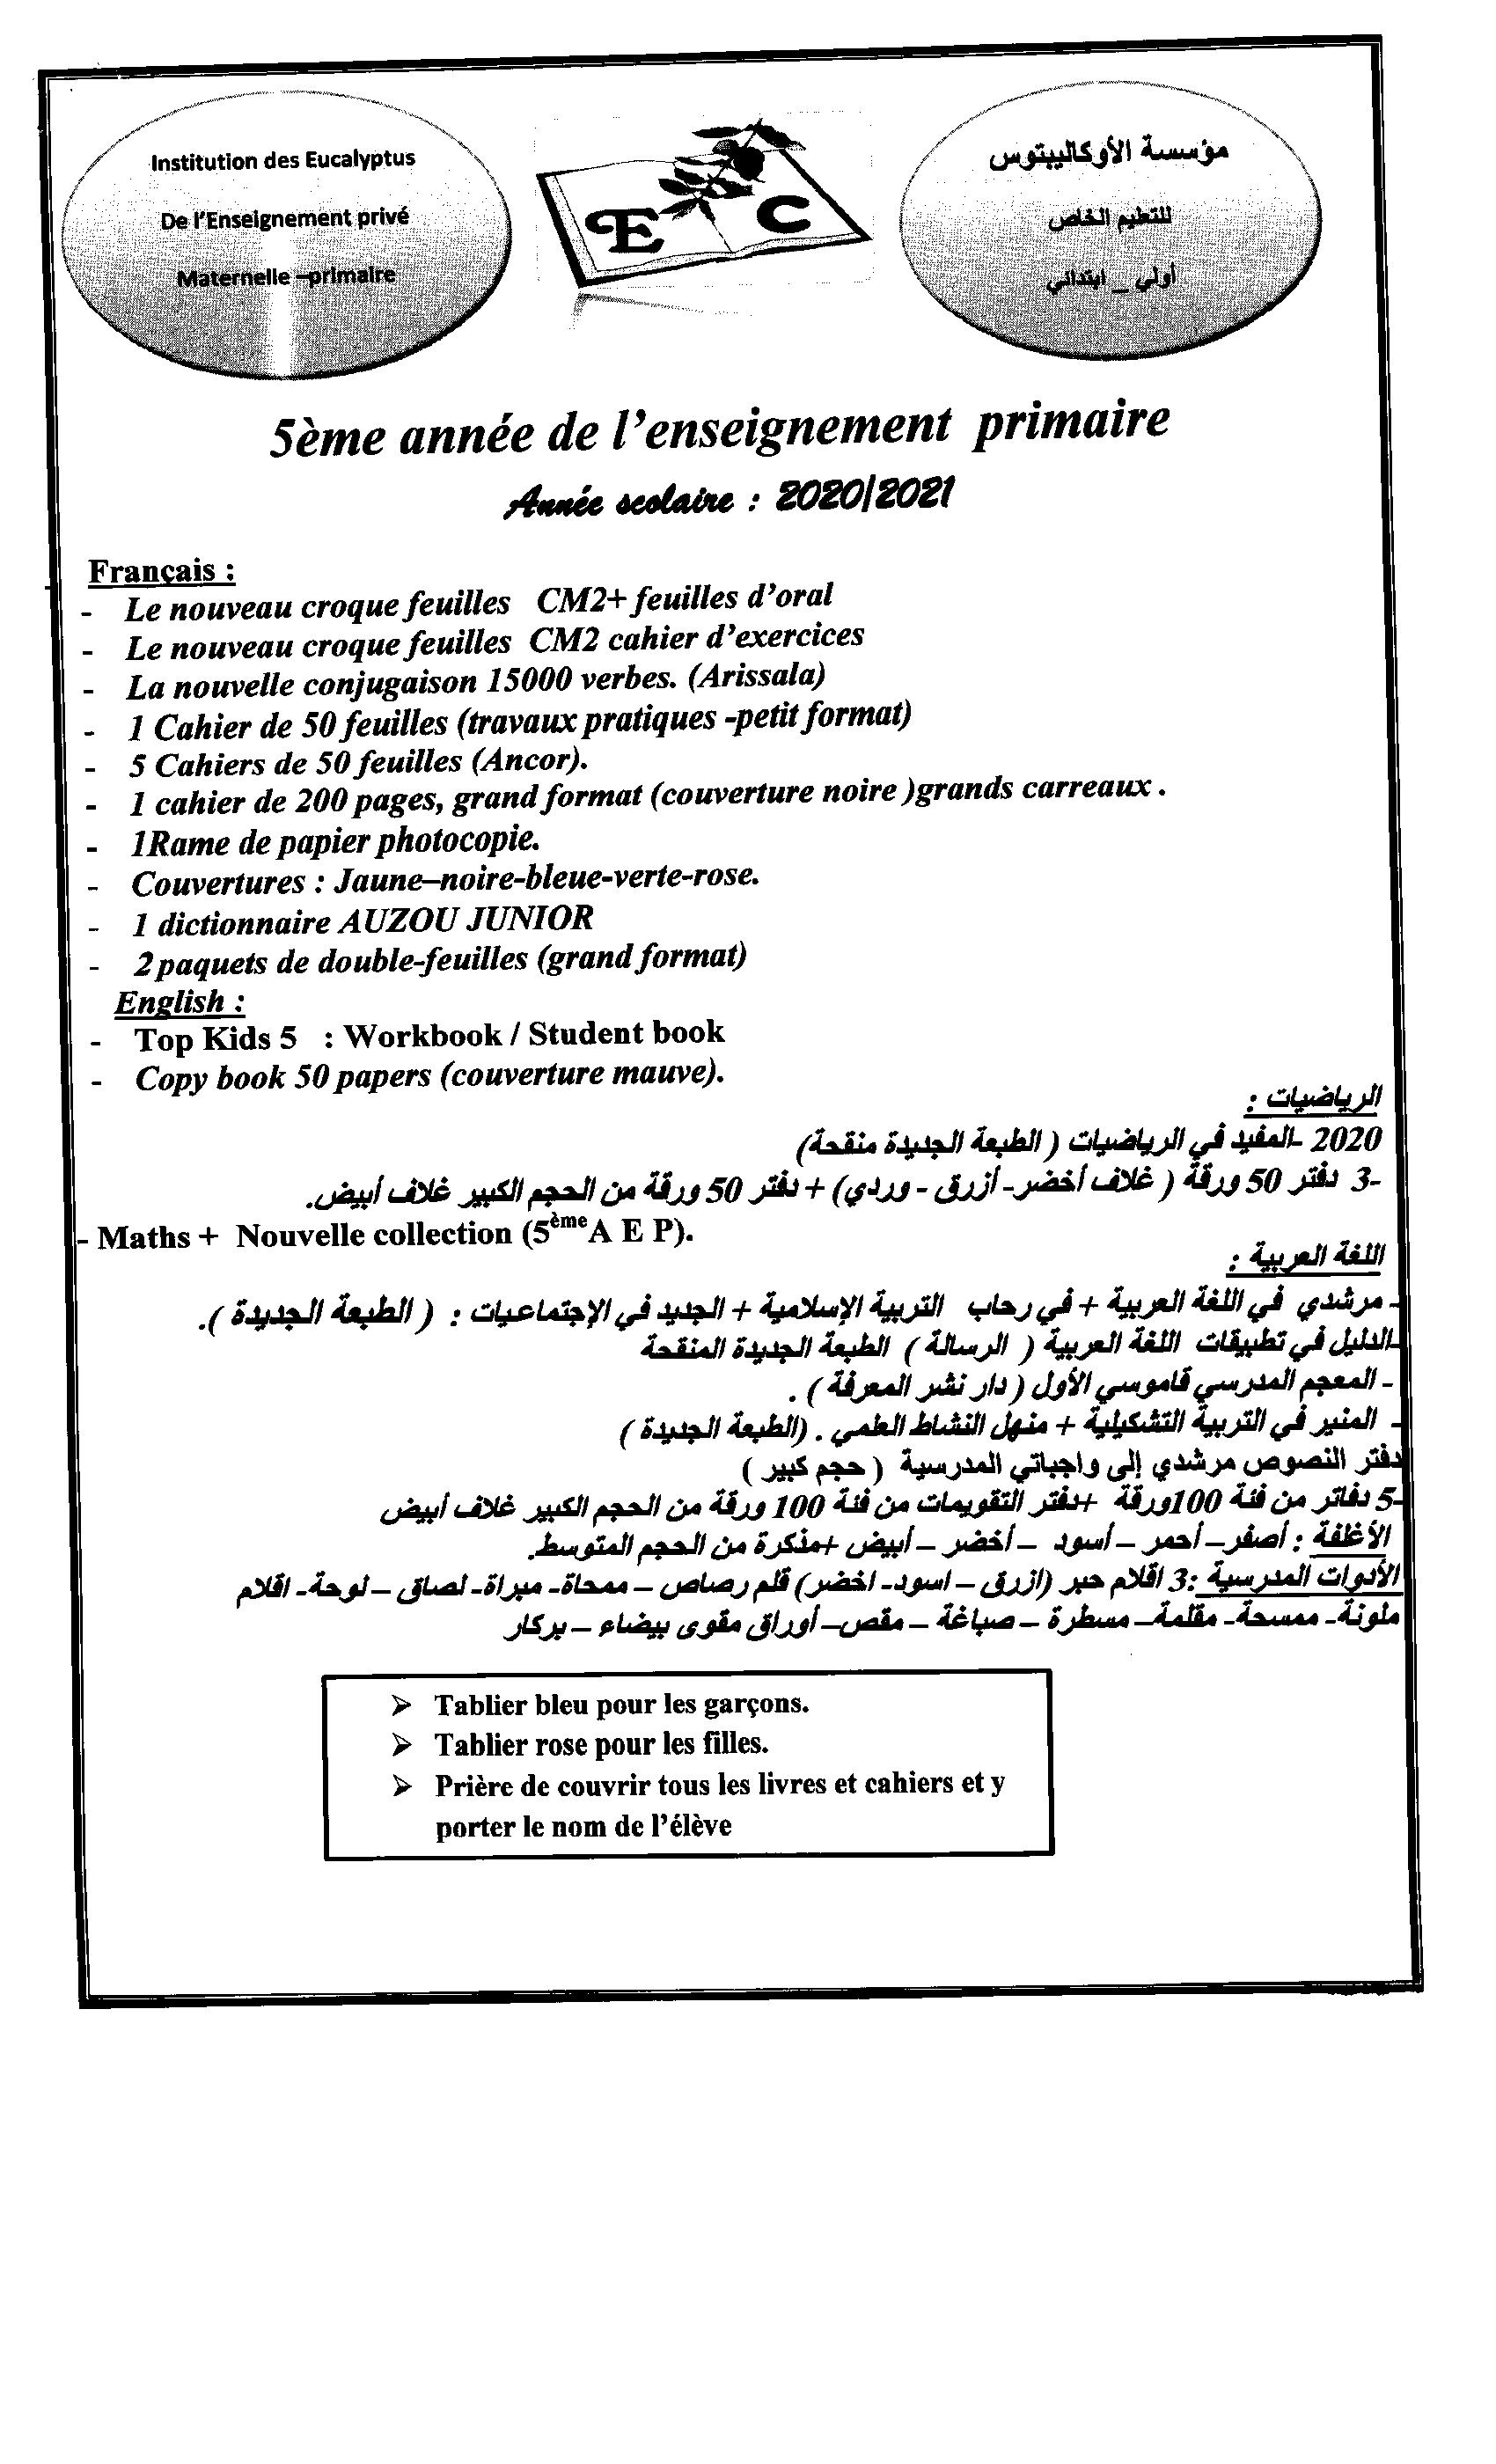 Institution des Eucalyptus
De l'Enseignement privé
Maternelle –primaire
E C
مؤسسة الأوكاليبتوس
للتعليم الخاص
أولي _ ابتدائي
5ème année de l'enseignement primaire
Année scolaire : 2020/2021
Français :
- Le nouveau croque feuilles CM2+ feuilles d'oral
- Le nouveau croque feuilles CM2 cahier d'exercices
- La nouvelle conjugaison 15000 verbes. (Arissala)
- 1 Cahier de 50 feuilles (travaux pratiques -petit format)
- 5 Cahiers de 50 feuilles (Ancor).
- 1 cahier de 200 pages, grand format (couverture noire )grands carreaux .
- 1Rame de papier photocopie.
- Couvertures : Jaune–noire-bleue-verte-rose.
- 1 dictionnaire AUZOU JUNIOR
- 2 paquets de double-feuilles (grand format)
English :
- Top Kids 5 : Workbook / Student book
- Copy book 50 papers (couverture mauve).
الرياضيات :
2020 -المفيد في الرياضيات ( الطبعة الجديدة منقحة)
-3 دفتر 50 ورقة ( غلاف أخضر- أزرق - وردي) + دفتر 50 ورقة من الحجم الكبير غلاف أبيض.
- Maths + Nouvelle collection (5èmeA E P).
اللغة العربية :
- مرشدي في اللغة العربية + في رحاب التربية الإسلامية + الجديد في الإجتماعيات : ( الطبعة الجديدة ).
-الدليل في تطبيقات اللغة العربية ( الرسالة ) الطبعة الجديدة المنقحة
- المعجم المدرسي قاموسي الأول ( دار نشر المعرفة ) .
- المنير في التربية التشكيلية + منهل النشاط العلمي . (الطبعة الجديدة )
دفتر النصوص مرشدي إلى واجباتي المدرسية ( حجم كبير )
-5 دفاتر من فئة 100ورقة +دفتر التقويمات من فئة 100 ورقة من الحجم الكبير غلاف أبيض
الأغلفة : أصفر– أحمر – أسود – أخضر – أبيض +مذكرة من الحجم المتوسط.
الأدوات المدرسية :3 اقلام حبر (ازرق – اسود- اخضر) قلم رصاص – ممحاة- مبراة- لصاق – لوحة- اقلام
ملونة- ممسحة- مقلمة– مسطرة – صباغة – مقص– أوراق مقوى بيضاء – بركار
➢ Tablier bleu pour les garçons.
➢ Tablier rose pour les filles.
➢ Prière de couvrir tous les livres et cahiers et y
porter le nom de l'élève